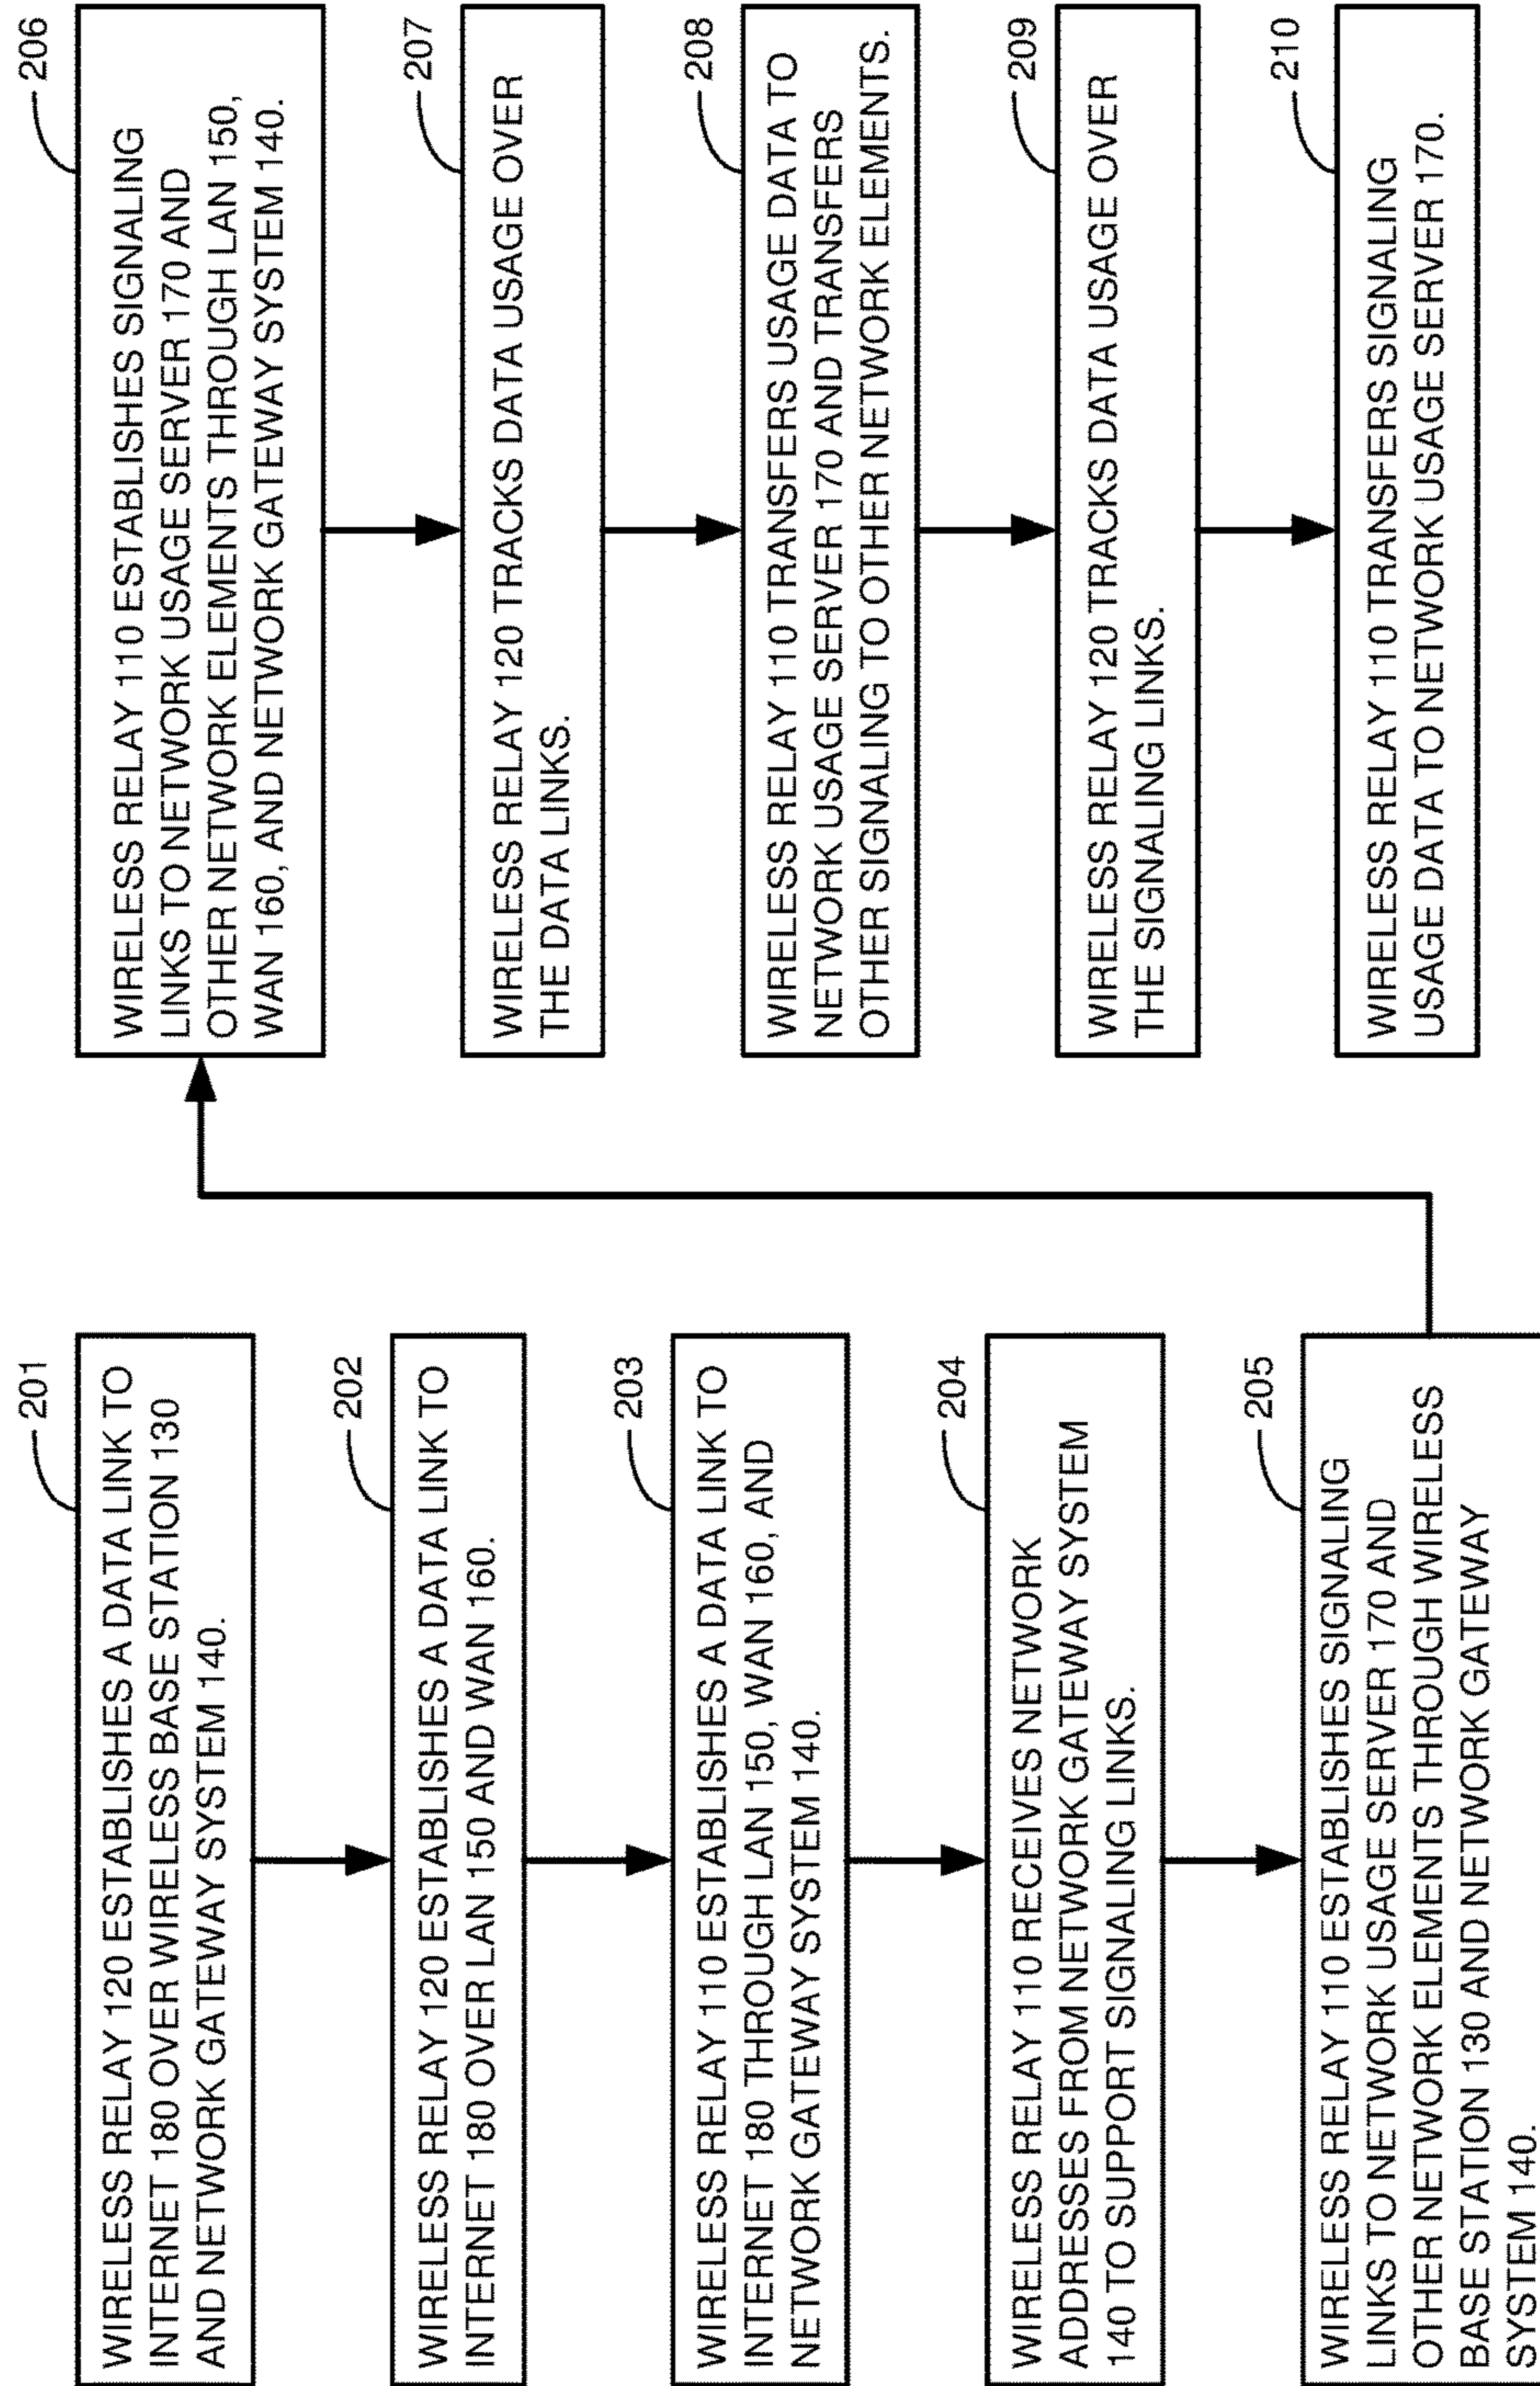 201
WIRELESS RELAY 120 ESTABLISHES A DATA LINK TO
INTERNET 180 OVER WIRELESS BASE STATION 130
AND NETWORK GATEWAY SYSTEM 140.
202
WIRELESS RELAY 120 ESTABLISHES A DATA LINK TO
INTERNET 180 OVER LAN 150 AND WAN 160.
203
WIRELESS RELAY 110 ESTABLISHES A DATA LINK TO
INTERNET 180 THROUGH LAN 150, WAN 160, AND
NETWORK GATEWAY SYSTEM 140.
204
WIRELESS RELAY 110 RECEIVES NETWORK
ADDRESSES FROM NETWORK GATEWAY SYSTEM
140 TO SUPPORT SIGNALING LINKS.
205
WIRELESS RELAY 110 ESTABLISHES SIGNALING
LINKS TO NETWORK USAGE SERVER 170 AND
OTHER NETWORK ELEMENTS THROUGH WIRELESS
BASE STATION 130 AND NETWORK GATEWAY
SYSTEM 140.
206
WIRELESS RELAY 110 ESTABLISHES SIGNALING
LINKS TO NETWORK USAGE SERVER 170 AND
OTHER NETWORK ELEMENTS THROUGH LAN 150,
WAN 160, AND NETWORK GATEWAY SYSTEM 140.
207
WIRELESS RELAY 120 TRACKS DATA USAGE OVER
THE DATA LINKS.
208
WIRELESS RELAY 110 TRANSFERS USAGE DATA TO
NETWORK USAGE SERVER 170 AND TRANSFERS
OTHER SIGNALING TO OTHER NETWORK ELEMENTS.
209
WIRELESS RELAY 120 TRACKS DATA USAGE OVER
THE SIGNALING LINKS.
210
WIRELESS RELAY 110 TRANSFERS SIGNALING
USAGE DATA TO NETWORK USAGE SERVER 170.